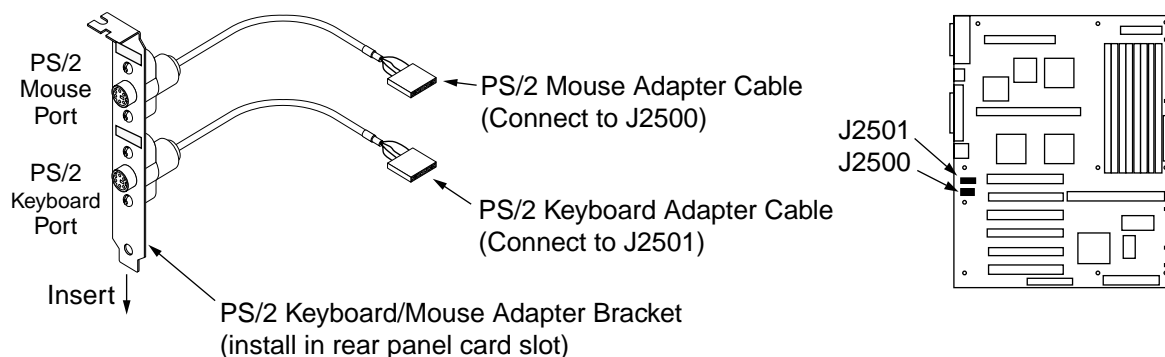 PS/2
Mouse
Port
PS/2 Mouse Adapter Cable
(Connect to J2500)
PS/2
Keyboard
Port
PS/2 Keyboard Adapter Cable
(Connect to J2501)
Insert
PS/2 Keyboard/Mouse Adapter Bracket
(install in rear panel card slot)
J2501
J2500